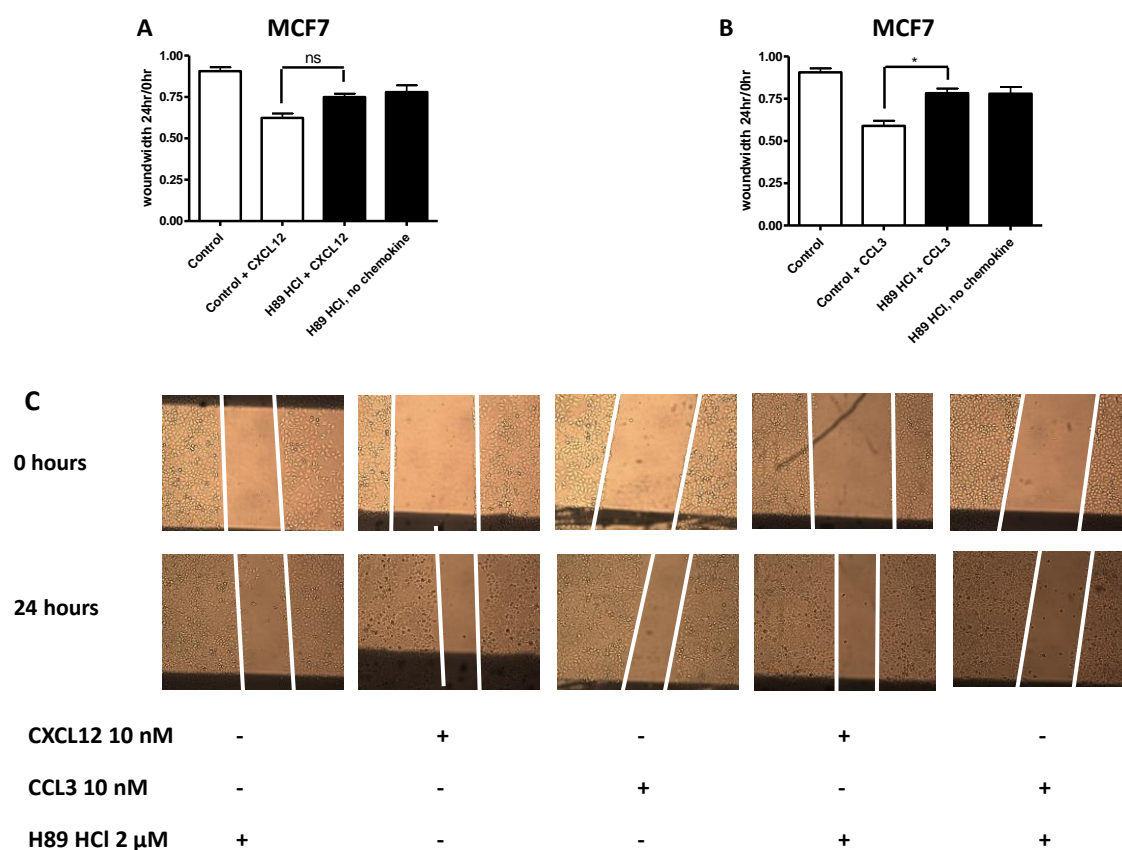 A MCF7
1.00
0.75
0.50
0.25
0.00
woundwidth 24hr/0hr
ns
Control
Control + CXCL12
H89 HCl + CXCL12
H89 HCl, no chemokine
B MCF7
1.00
0.75
0.50
0.25
0.00
woundwidth 24hr/0hr
*
Control
Control + CCL3
H89 HCl + CCL3
H89 HCl, no chemokine
C
0 hours
24 hours
CXCL12 10 nM - + - + -
CCL3 10 nM - - + - +
H89 HCl 2 µM + - - + +